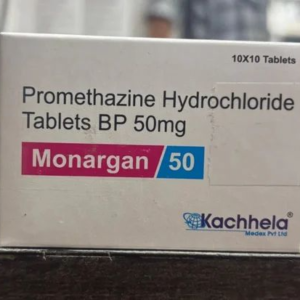 10X10 Tablets
Promethazine Hydrochloride
Tablets BP 50mg
Monargan 50
Kachhela®
Medex Pvt Ltd